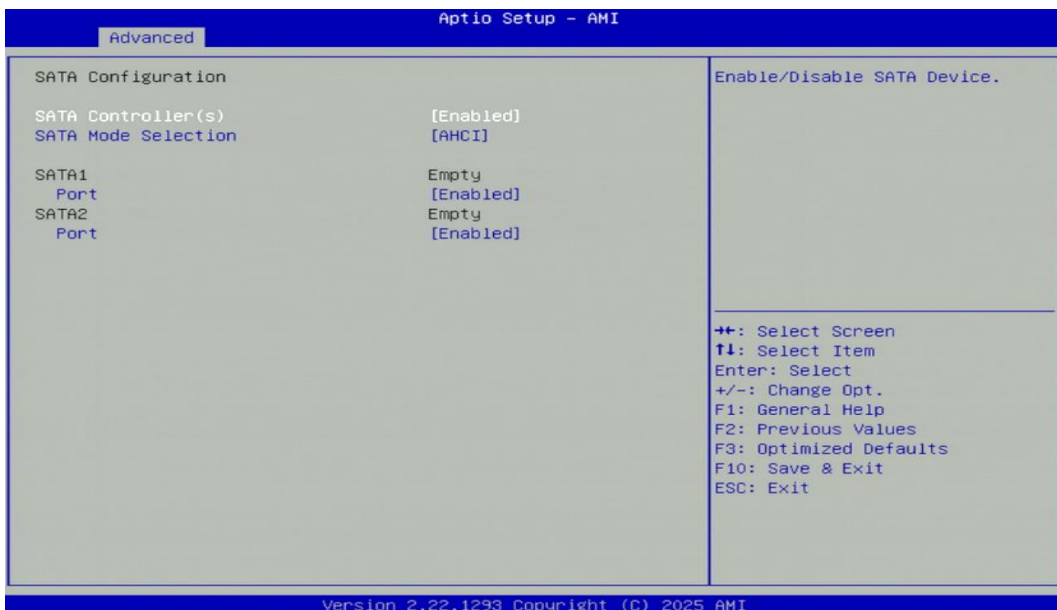 Aptio Setup – AMI
Advanced
SATA Configuration
SATA Controller(s) [Enabled]
SATA Mode Selection [AHCI]
SATA1 Empty
Port [Enabled]
SATA2 Empty
Port [Enabled]
Enable/Disable SATA Device.
→←: Select Screen
↑↓: Select Item
Enter: Select
+/-: Change Opt.
F1: General Help
F2: Previous Values
F3: Optimized Defaults
F10: Save & Exit
ESC: Exit
Version 2.22.1293 Copyright (C) 2025 AMI